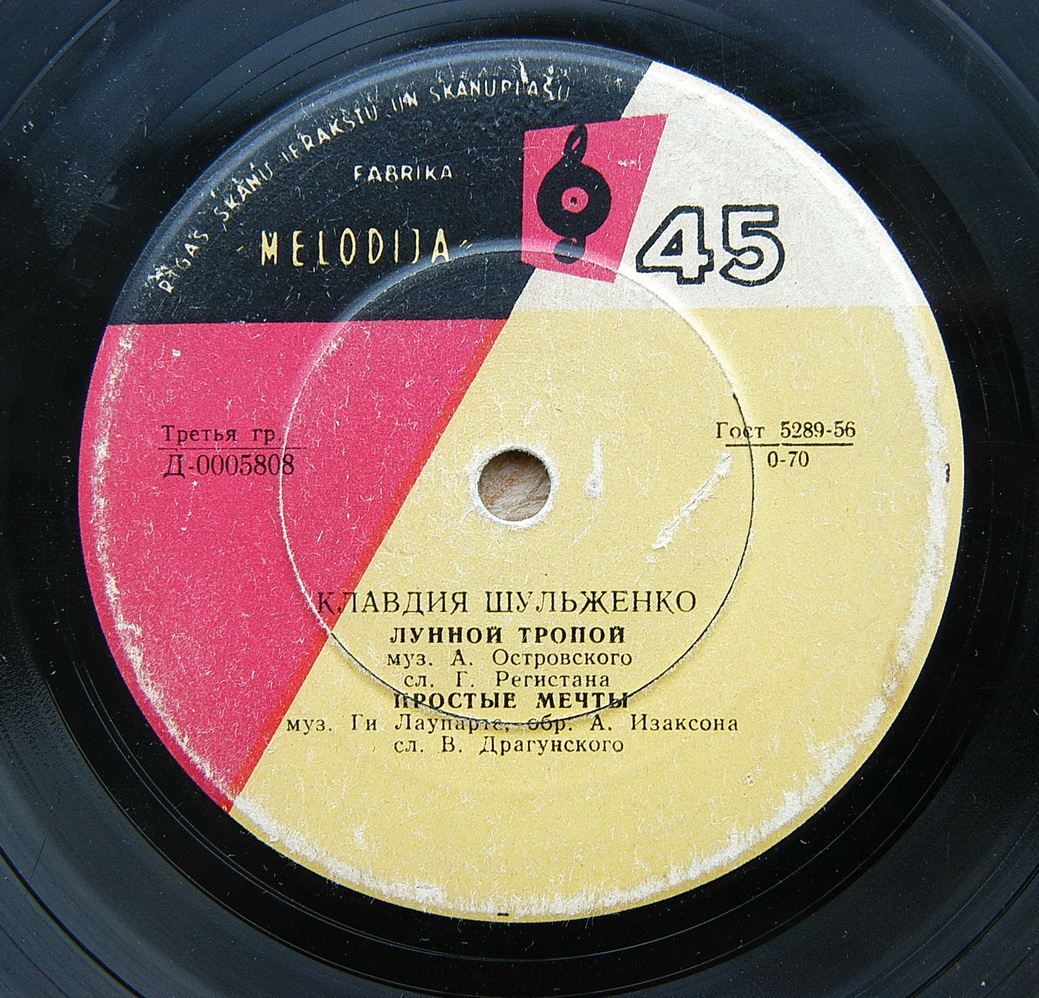 RĪGAS SKAŅU IERAKSTU UN SKAŅUPLAŠU
FABRIKA
"MELODIJA"
45
Третья гр.
Д-0005808
Гост 5289-56
0-70
КЛАВДИЯ ШУЛЬЖЕНКО
ЛУННОЙ ТРОПОЙ
муз. А. Островского
сл. Г. Регистана
ПРОСТЫЕ МЕЧТЫ
муз. Ги Лаупартс, обр. А. Изаксона
сл. В. Драгунского